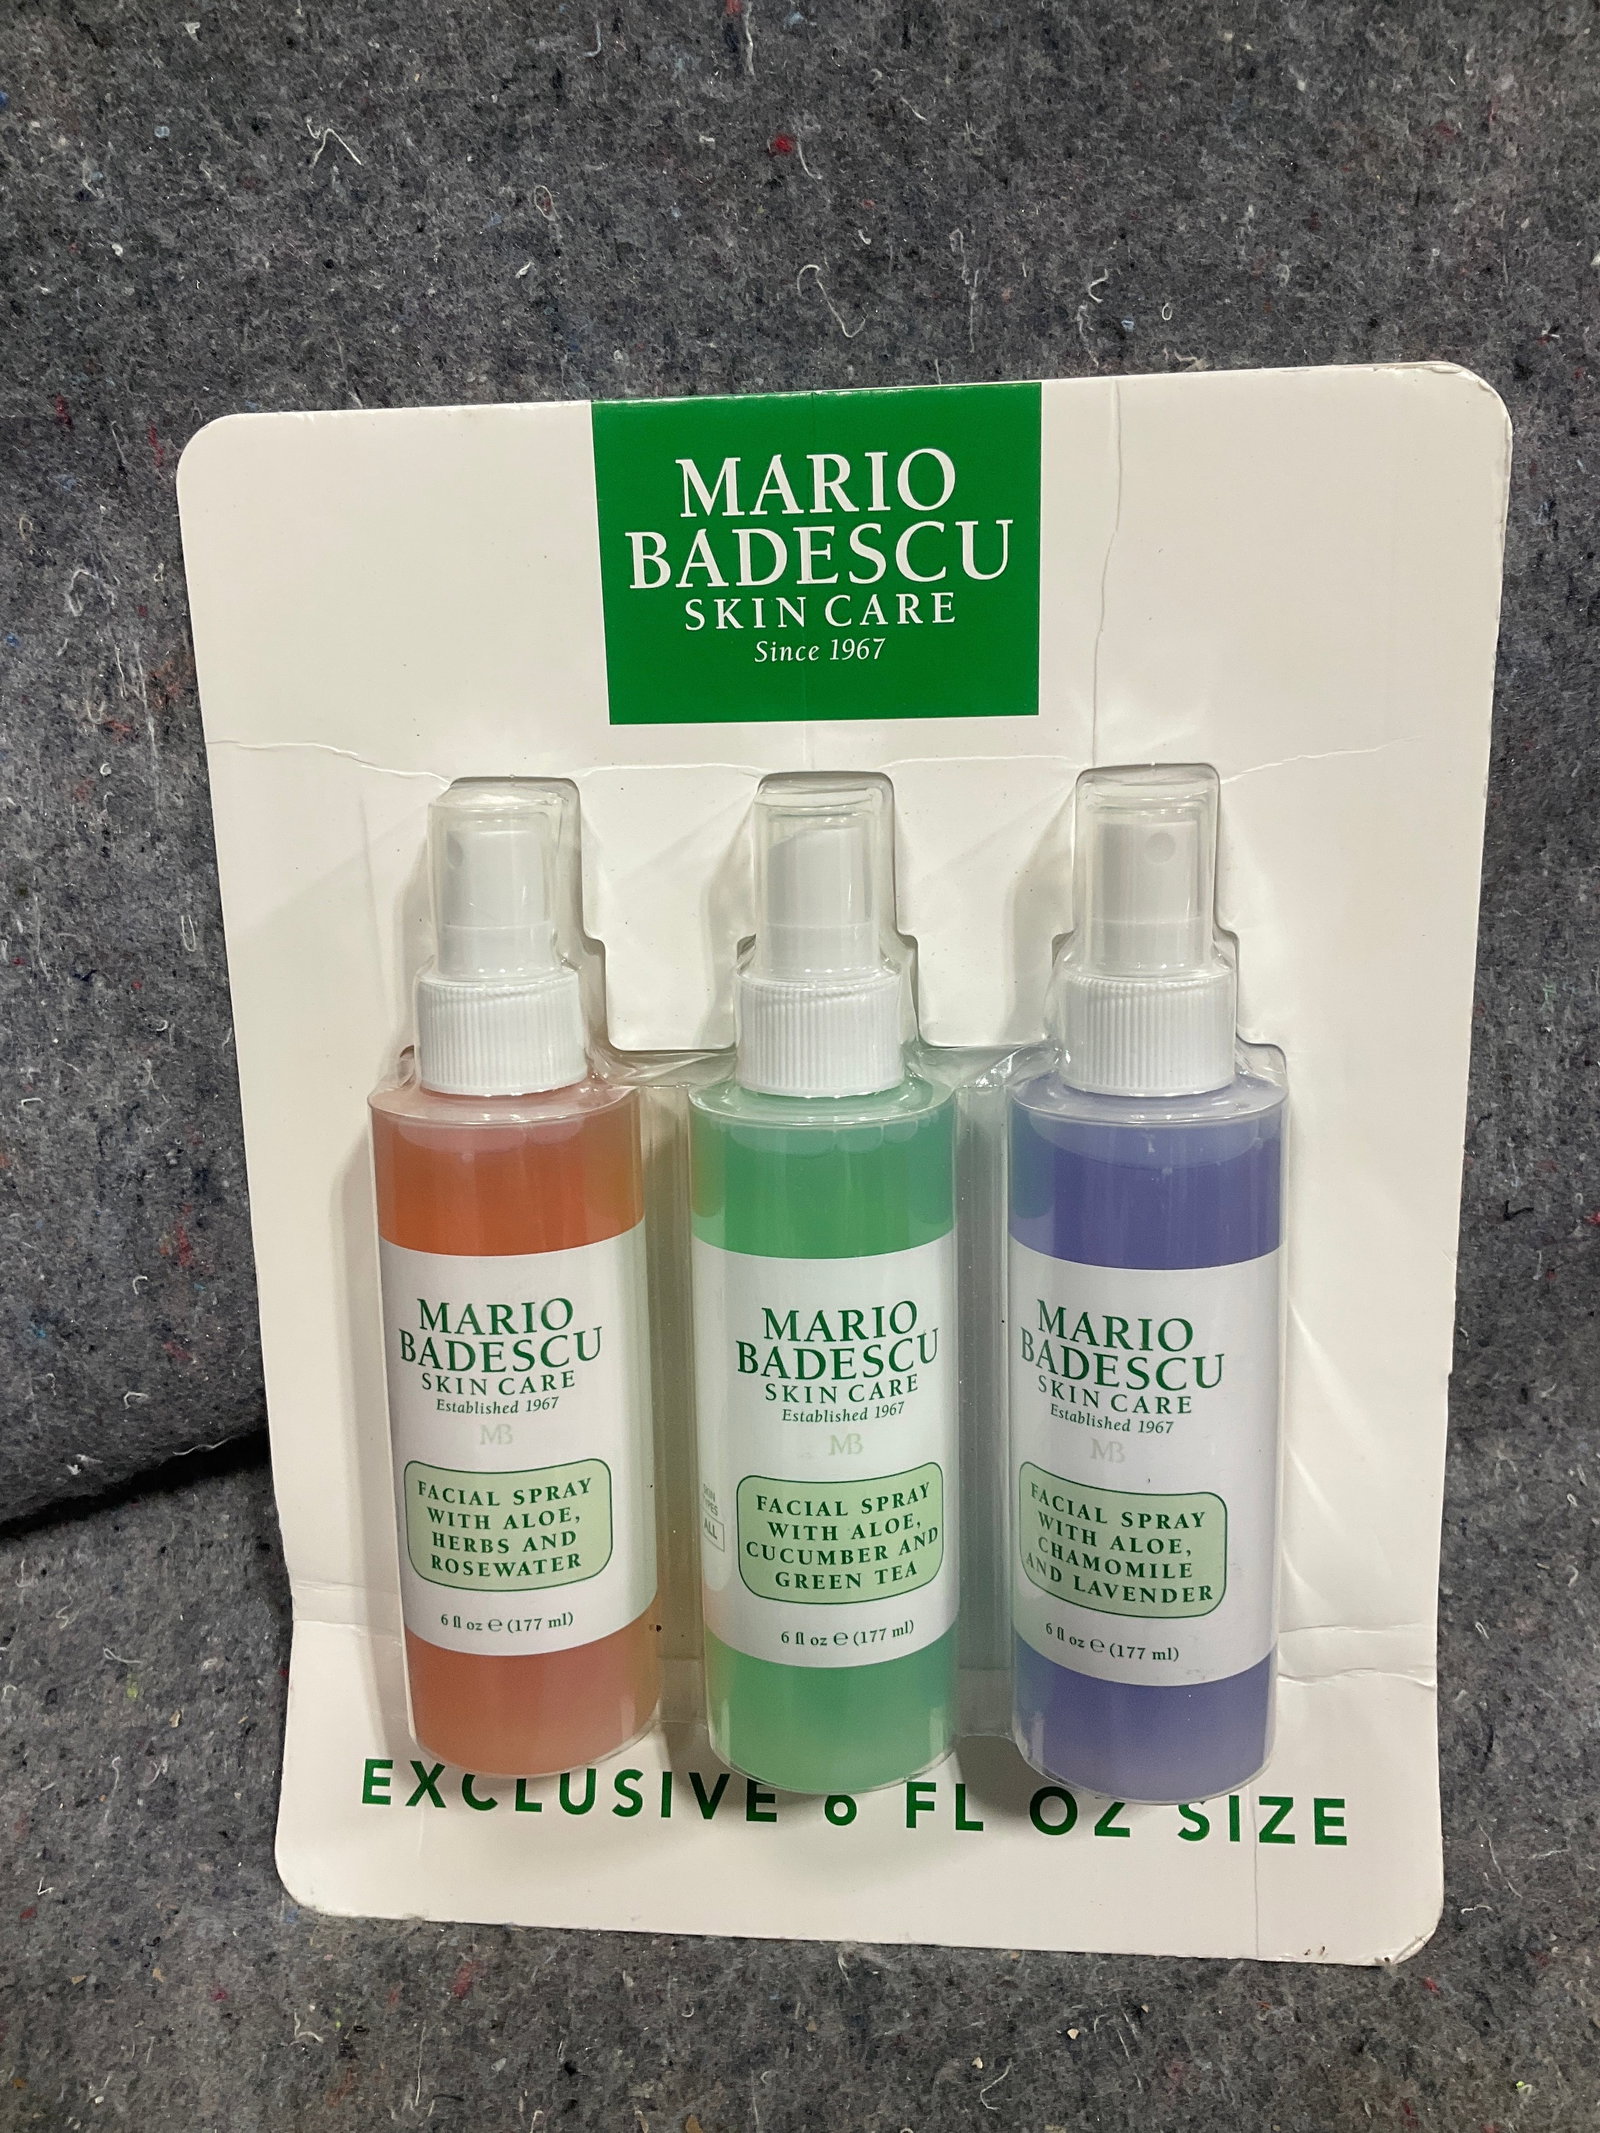 MARIO
BADESCU
SKIN CARE
Since 1967
MARIO
BADESCU
SKIN CARE
Established 1967
MB
FACIAL SPRAY
WITH ALOE,
HERBS AND
ROSEWATER
6 fl oz ℮ (177 ml)
SKIN
TYPES
ALL
MARIO
BADESCU
SKIN CARE
Established 1967
MB
FACIAL SPRAY
WITH ALOE,
CUCUMBER AND
GREEN TEA
6 fl oz ℮ (177 ml)
MARIO
BADESCU
SKIN CARE
Established 1967
MB
FACIAL SPRAY
WITH ALOE,
CHAMOMILE
AND LAVENDER
6 fl oz ℮ (177 ml)
EXCLUSIVE 6 FL OZ SIZE